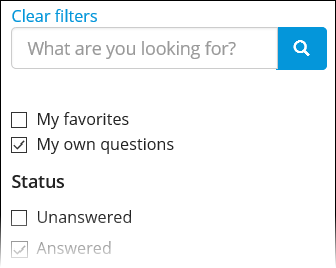 Clear filters
What are you looking for?
My favorites
My own questions
Status
Unanswered
Answered